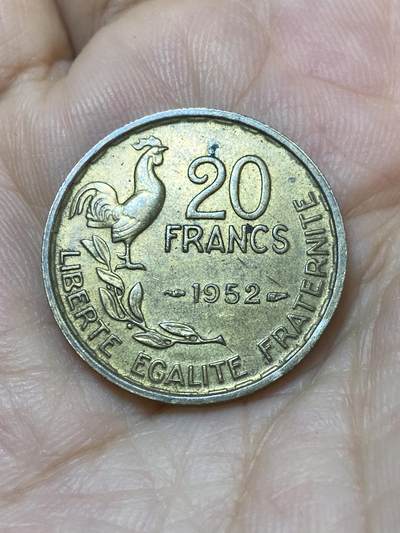 20
FRANCS
1952
LIBERTE EGALITE FRATERNITE